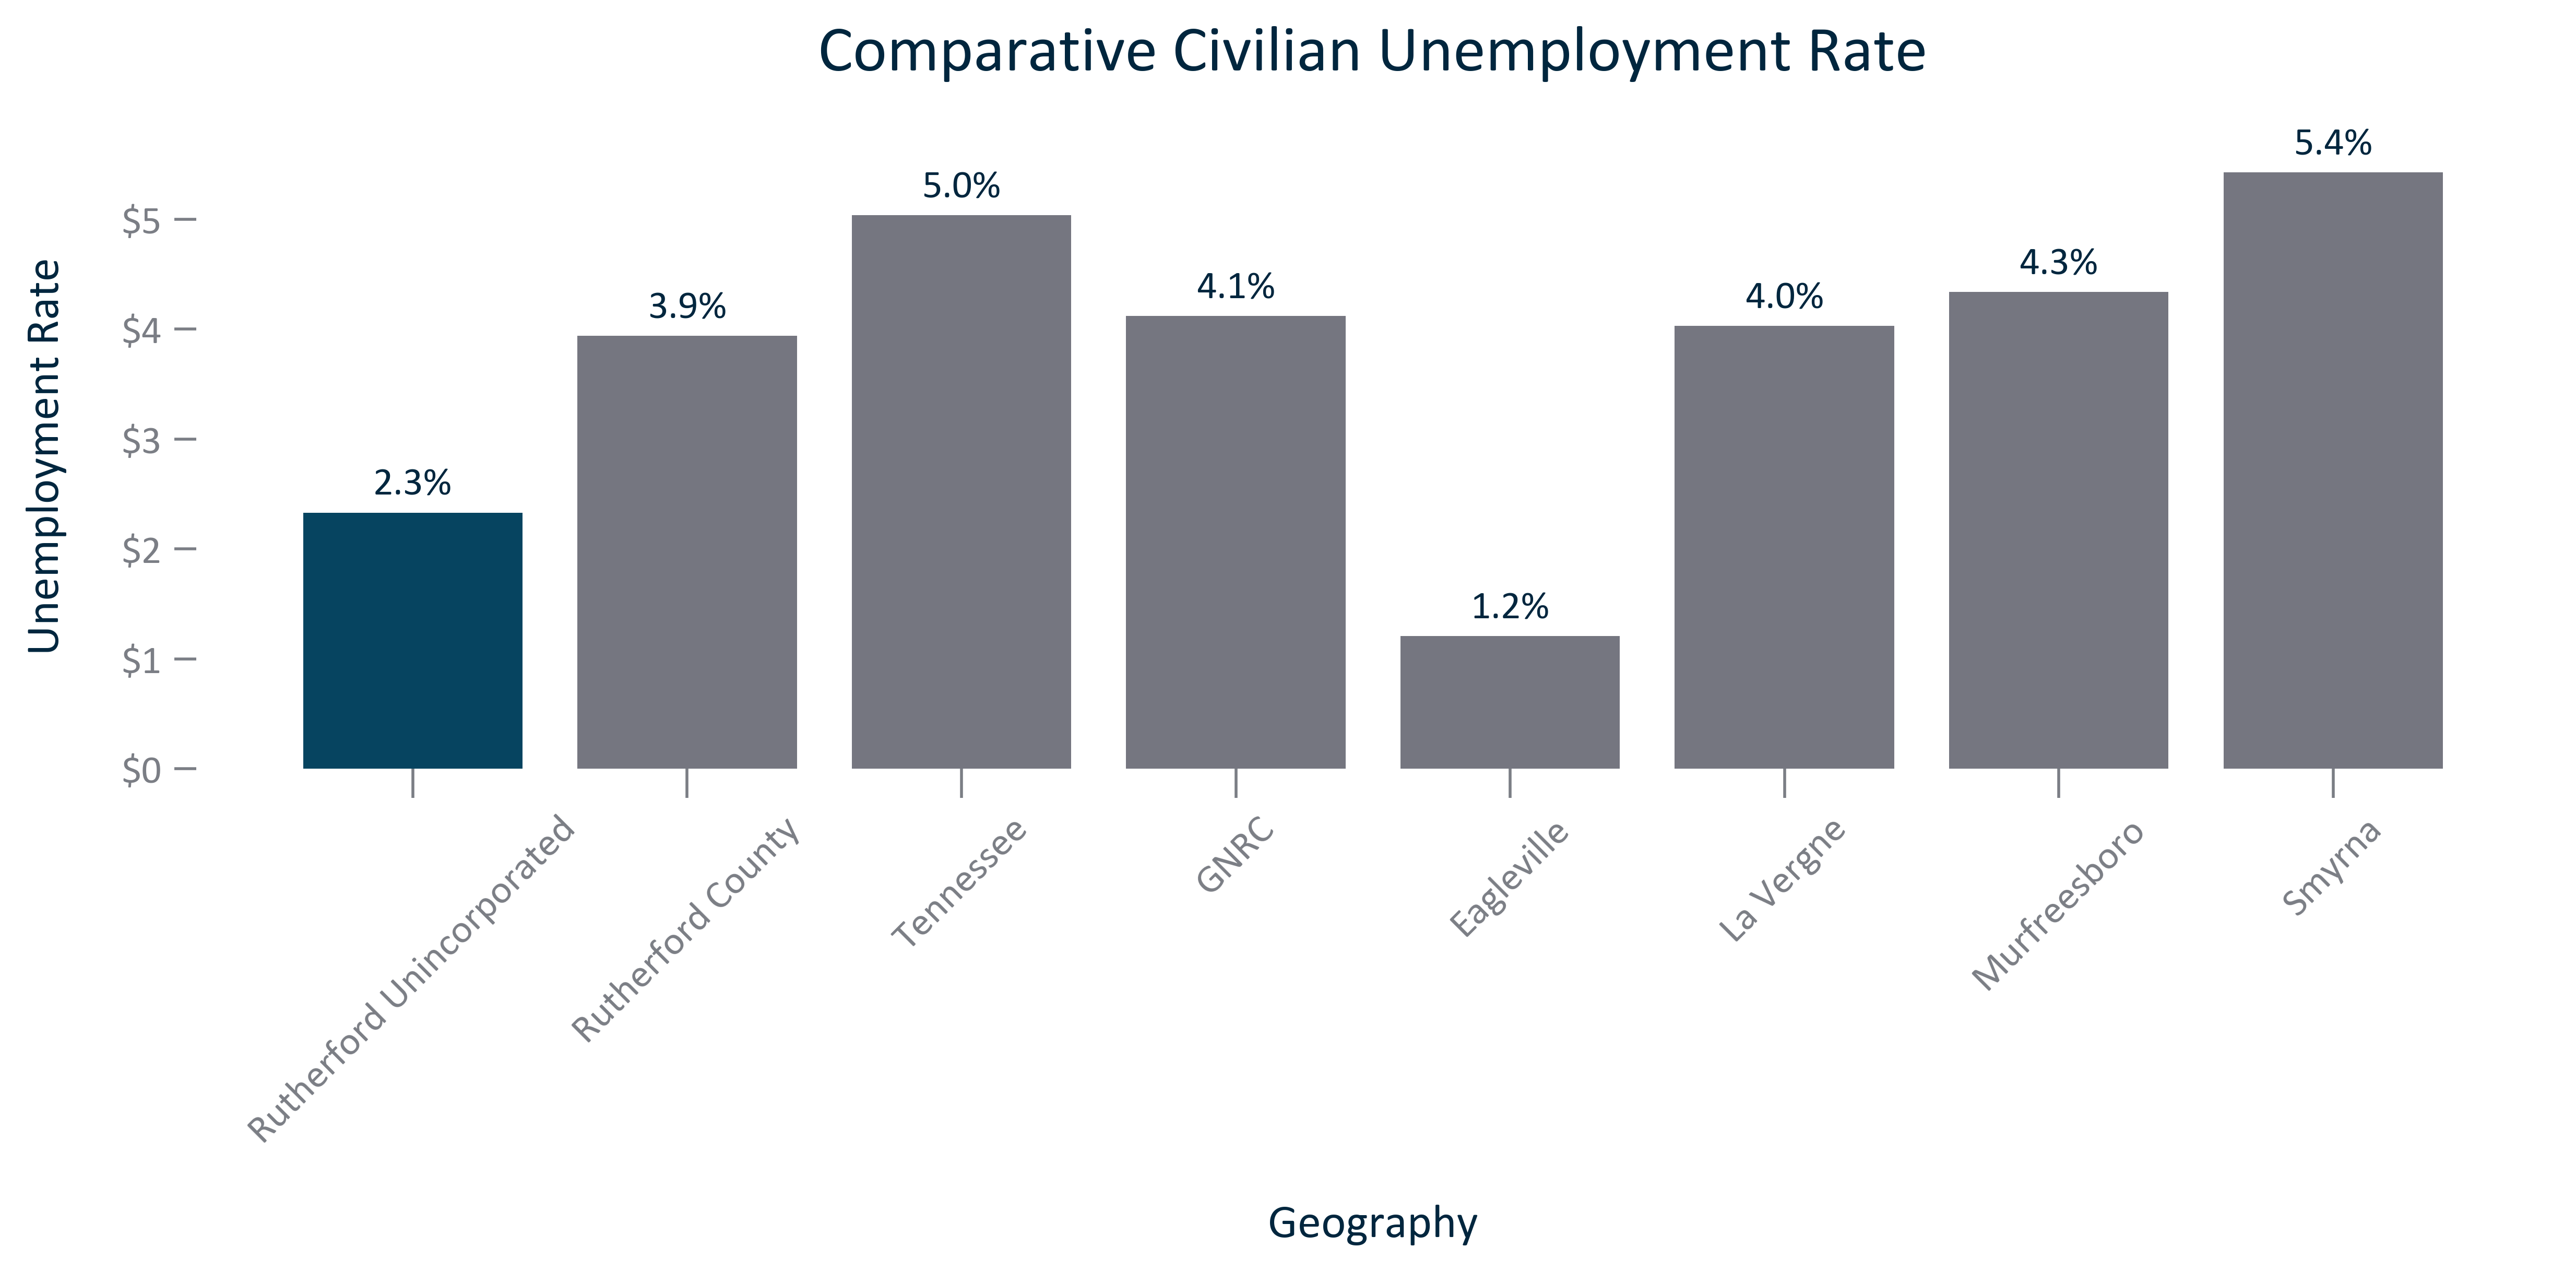 Comparative Civilian Unemployment Rate
Unemployment Rate
$5
$4
$3
$2
$1
$0
2.3%
3.9%
5.0%
4.1%
1.2%
4.0%
4.3%
5.4%
Rutherford Unincorporated
Rutherford County
Tennessee
GNRC
Eagleville
La Vergne
Murfreesboro
Smyrna
Geography